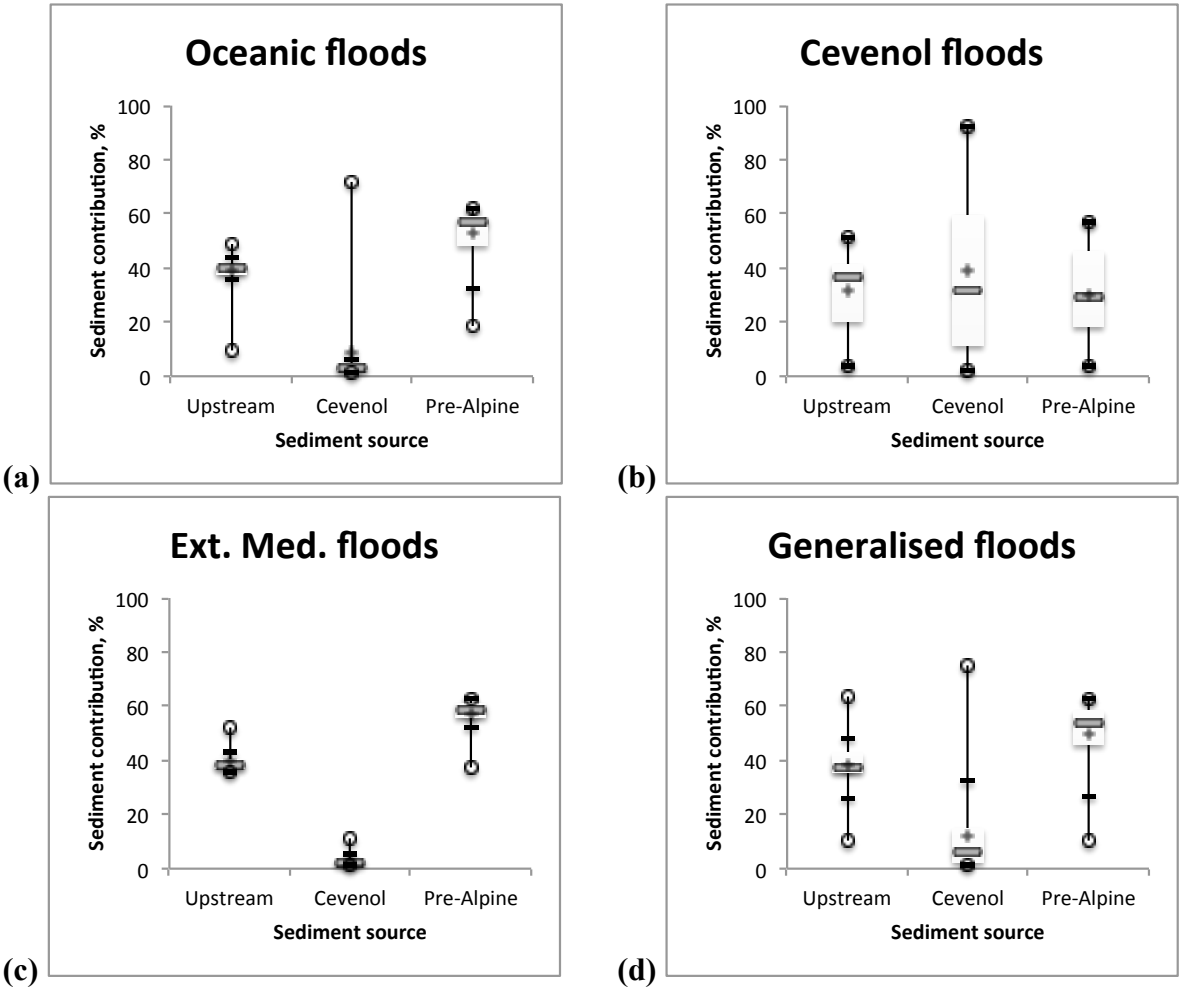 Oceanic floods
Sediment contribution, %
100
80
60
40
20
0
Upstream Cevenol Pre-Alpine
Sediment source
(a)
Cevenol floods
Sediment contribution, %
100
80
60
40
20
0
Upstream Cevenol Pre-Alpine
Sediment source
(b)
Ext. Med. floods
Sediment contribution, %
100
80
60
40
20
0
Upstream Cevenol Pre-Alpine
Sediment source
(c)
Generalised floods
Sediment contribution, %
100
80
60
40
20
0
Upstream Cevenol Pre-Alpine
Sediment source
(d)